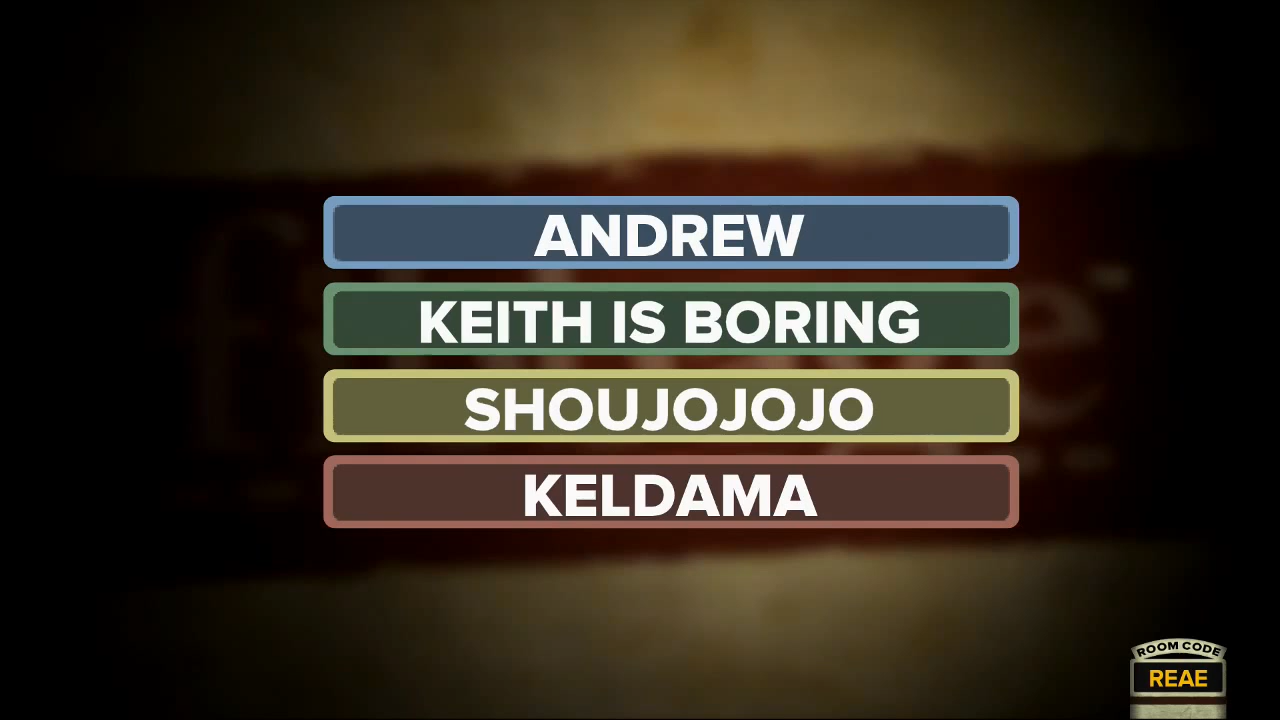 ANDREW
KEITH IS BORING
SHOUJOJOJO
KELDAMA
ROOM CODE
REAE